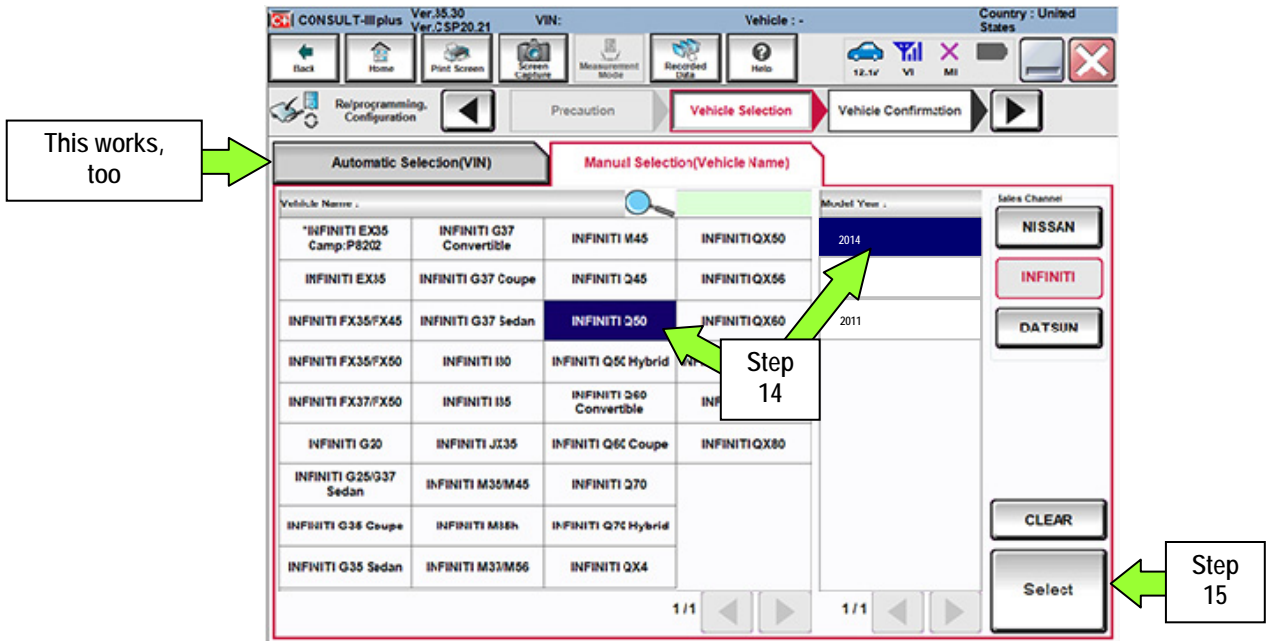 CONSULT-III plus
Ver.35.30
Ver.CSP20.21
VIN:
Vehicle : -
Country : United
States
Back
Home
Print Screen
Screen
Capture
Measurement
Mode
Recorded
Data
Help
VI
MI
Re/programming,
Configuration
Precaution
Vehicle Selection
Vehicle Confirmation
This works,
too
Automatic Selection(VIN)
Manual Selection(Vehicle Name)
Vehicle Name :
Model Year :
Sales Channel
*INFINITI EX35
Camp:P8202
INFINITI G37
Convertible
INFINITI M45
INFINITI QX50
2014
NISSAN
INFINITI EX35
INFINITI G37 Coupe
INFINITI Q45
INFINITI QX56
INFINITI
INFINITI FX35/FX45
INFINITI G37 Sedan
INFINITI Q50
INFINITI QX60
2011
DATSUN
INFINITI FX35/FX50
INFINITI I30
INFINITI Q50 Hybrid
Step
14
INFINITI FX37/FX50
INFINITI I35
INFINITI Q60
Convertible
INFINITI G20
INFINITI JX35
INFINITI Q60 Coupe
INFINITI QX80
INFINITI G25/G37
Sedan
INFINITI M35/M45
INFINITI Q70
INFINITI G35 Coupe
INFINITI M35h
INFINITI Q70 Hybrid
CLEAR
INFINITI G35 Sedan
INFINITI M37/M56
INFINITI QX4
Select
Step
15
1/1
1/1